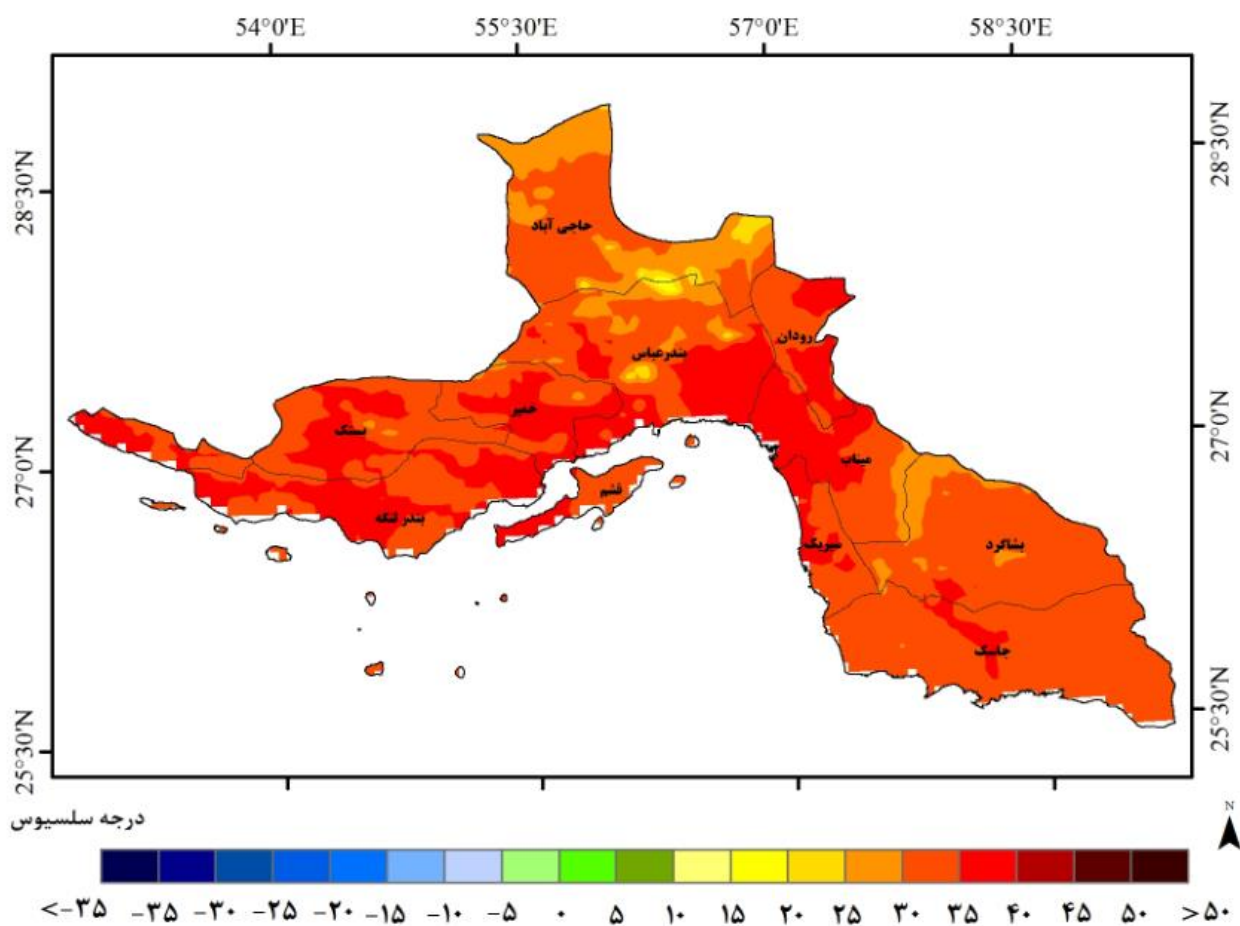 54°0'E 55°30'E 57°0'E 58°30'E
28°30'N
28°30'N
حاجی آباد
رودان
بندرعباس
خمیر
بستک
27°0'N
27°0'N
میناب
قشم
بندر لنگه
سیریک
بشاگرد
جاسک
25°30'N
25°30'N
درجه سلسیوس
N
<-۳۵ -۳۵ -۳۰ -۲۵ -۲۰ -۱۵ -۱۰ -۵ ۰ ۵ ۱۰ ۱۵ ۲۰ ۲۵ ۳۰ ۳۵ ۴۰ ۴۵ ۵۰ >۵۰